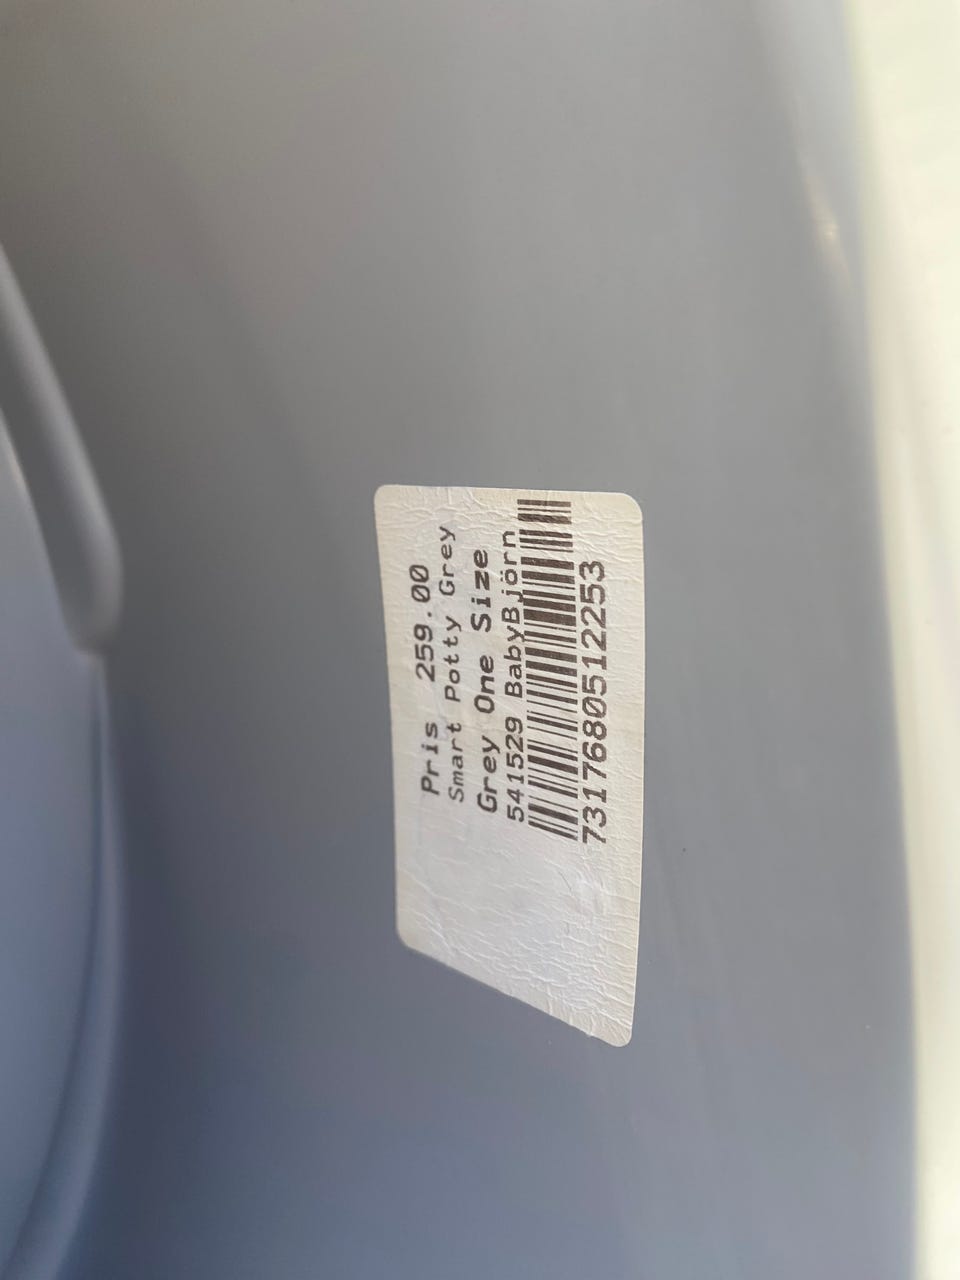 Pris 259.00
Smart Potty Grey
Grey One Size
541529 BabyBjörn
7317680512253